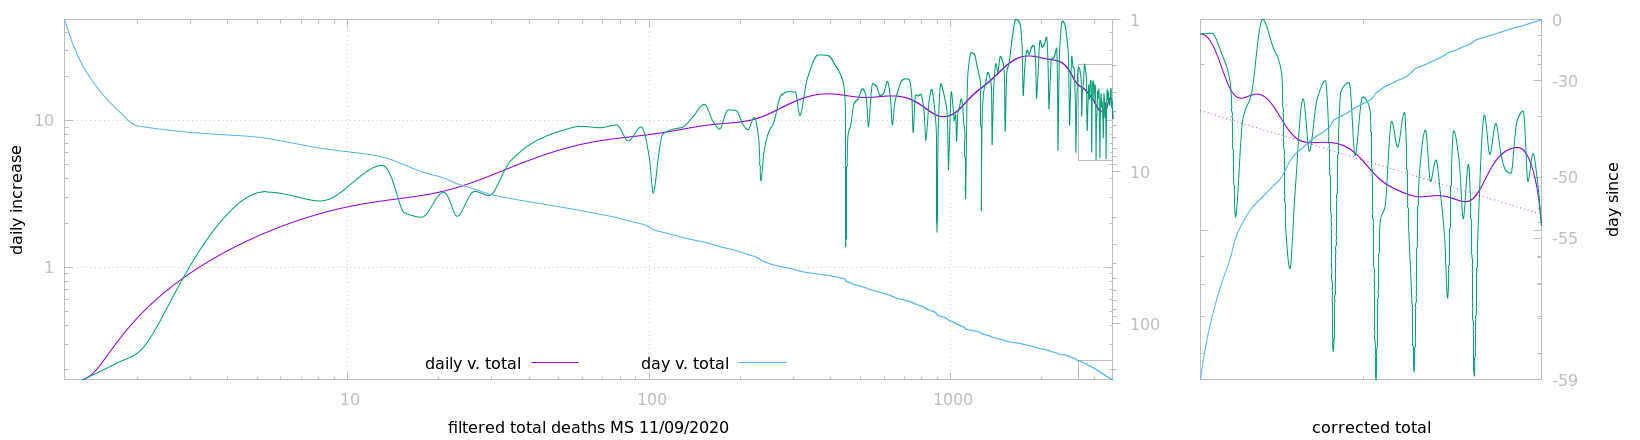 daily increase
10
1
daily v. total
day v. total
10
100
1000
filtered total deaths MS 11/09/2020
1
10
100
0
-30
-50
-55
-59
day since
corrected total